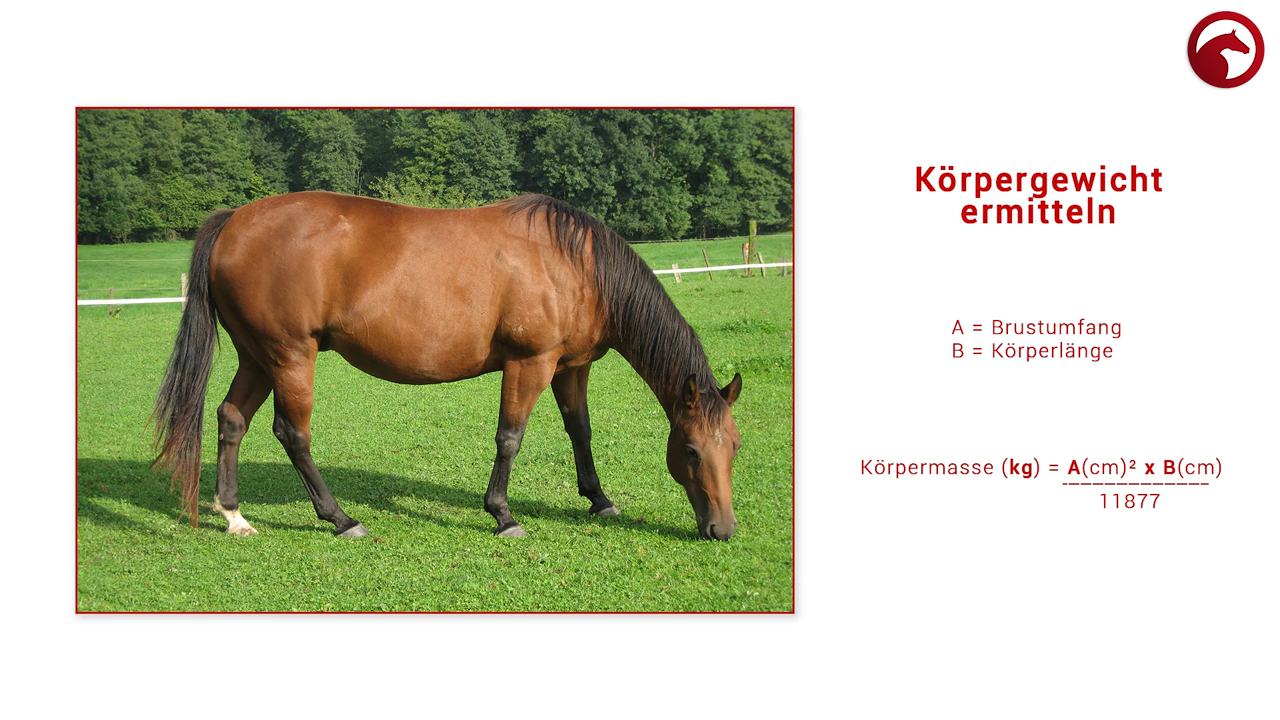 Körpergewicht
ermitteln
A = Brustumfang
B = Körperlänge
Körpermasse (kg) = A(cm)² x B(cm)
11877